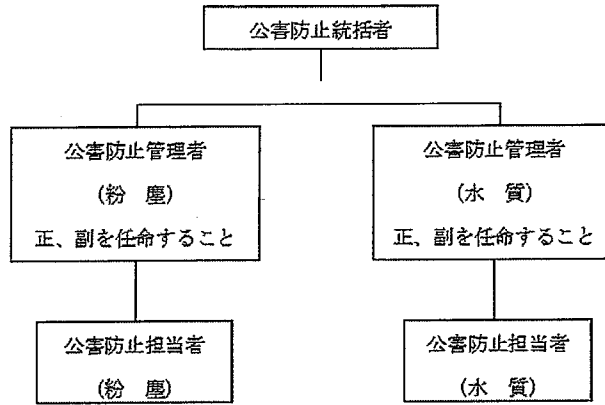 公害防止統括者
公害防止管理者
(粉　塵)
正、副を任命すること
公害防止管理者
(水　質)
正、副を任命すること
公害防止担当者
(粉　塵)
公害防止担当者
(水　質)